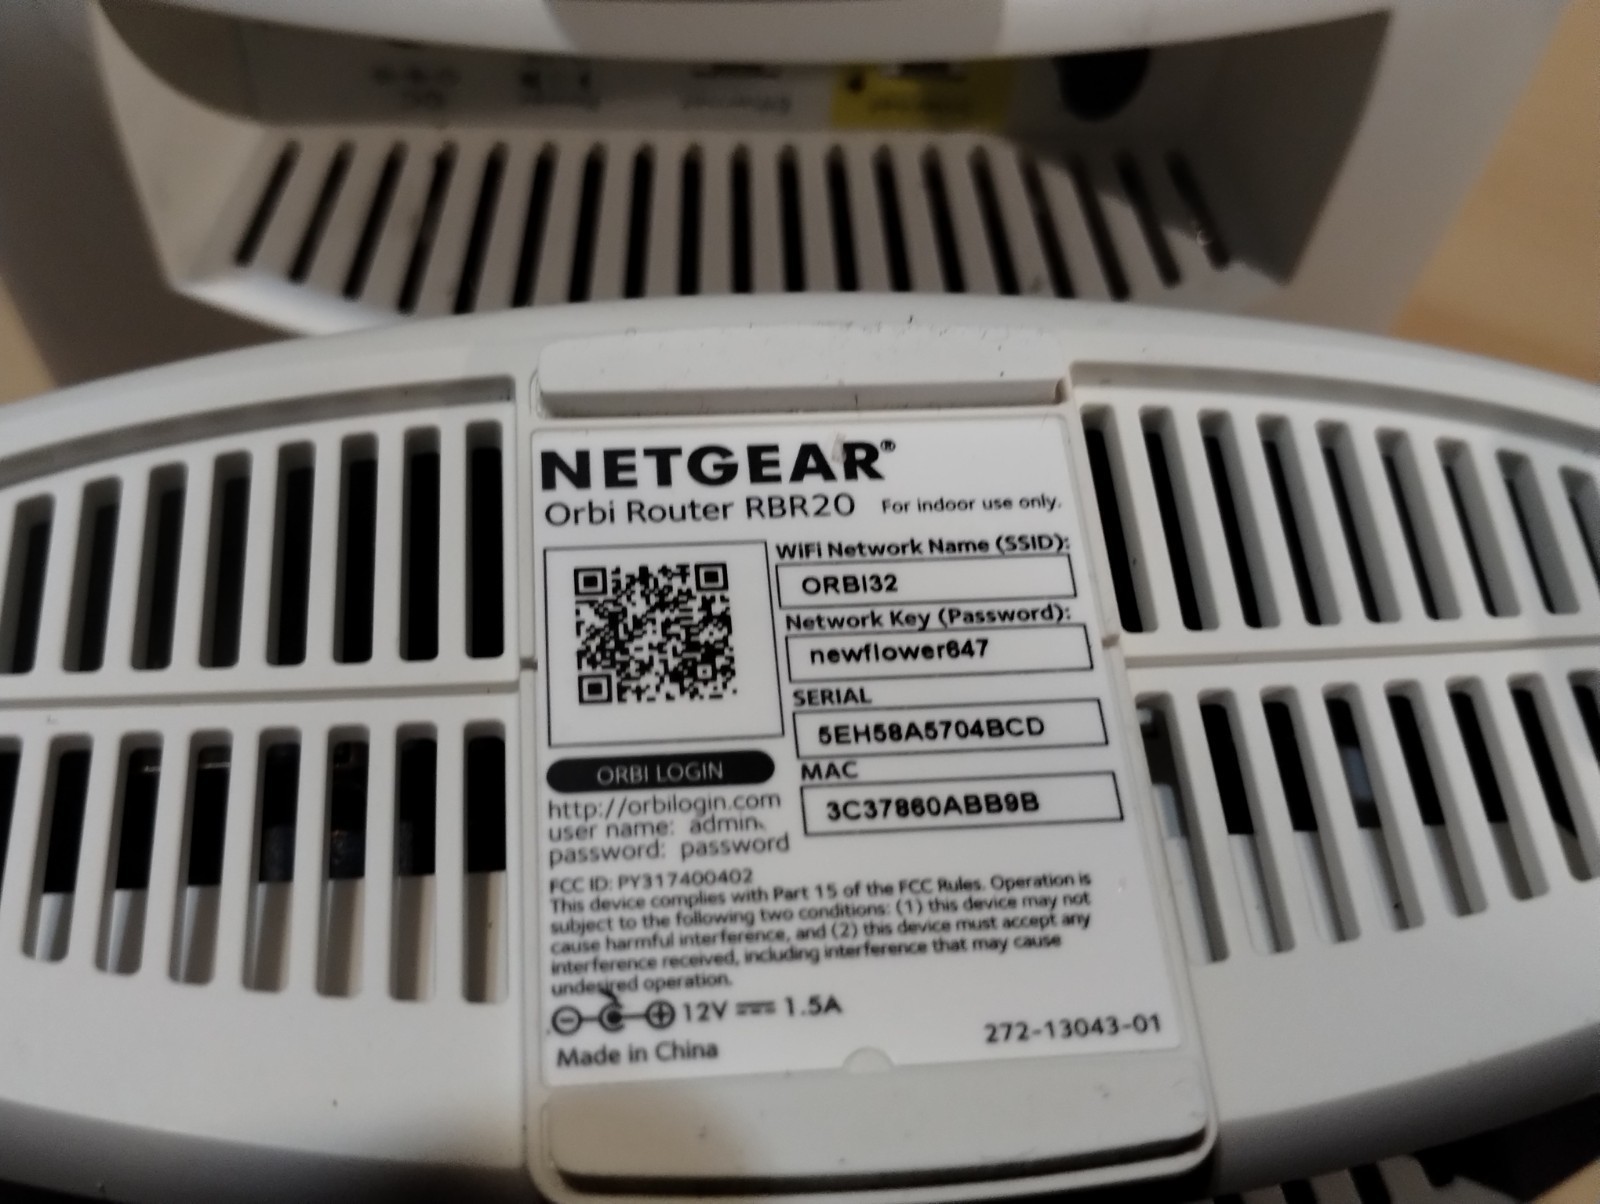 NETGEAR®
Orbi Router RBR20 For indoor use only.
WiFi Network Name (SSID):
ORBI32
Network Key (Password):
newflower647
SERIAL
5EH58A5704BCD
MAC
3C37860ABB9B
ORBI LOGIN
http://orbilogin.com
user name: admin
password: password
FCC ID: PY317400402
This device complies with Part 15 of the FCC Rules. Operation is
subject to the following two conditions: (1) this device may not
cause harmful interference, and (2) this device must accept any
interference received, including interference that may cause
undesired operation.
12V 1.5A
Made in China
272-13043-01